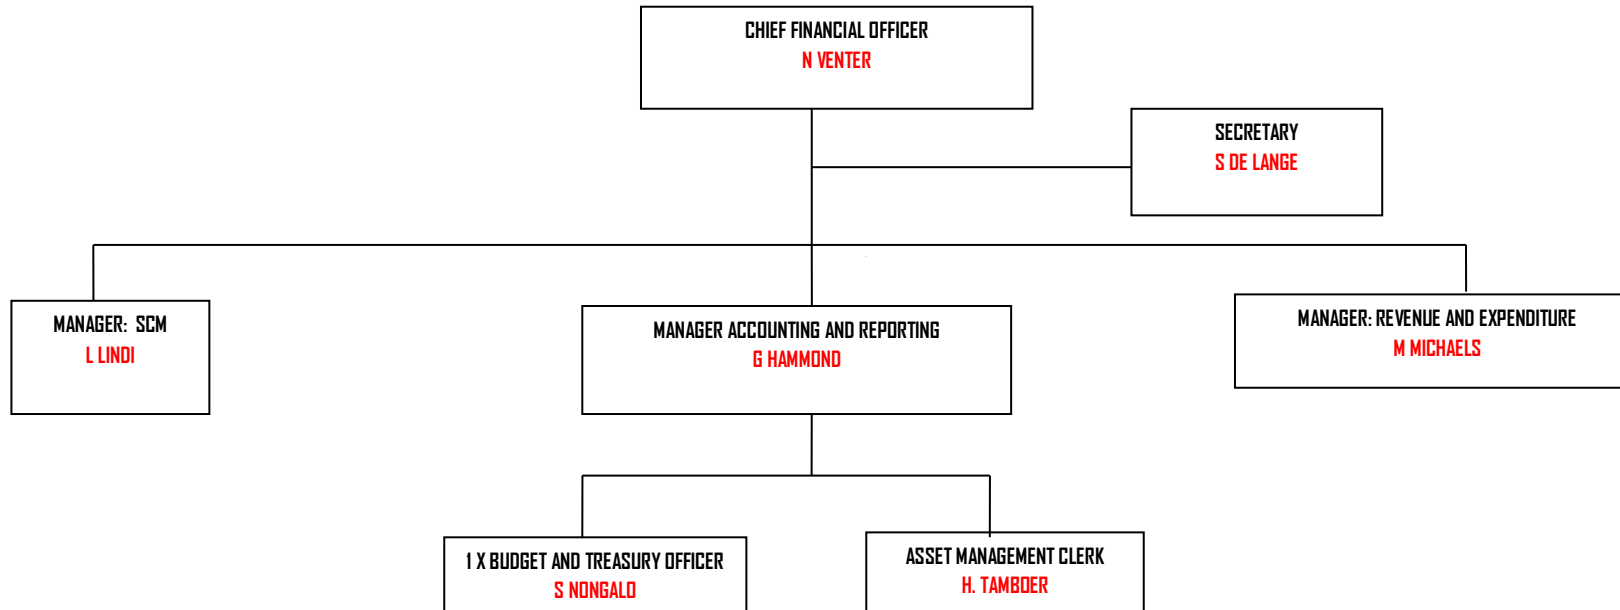 CHIEF FINANCIAL OFFICER
N VENTER
SECRETARY
S DE LANGE
MANAGER: SCM
L LINDI
MANAGER ACCOUNTING AND REPORTING
G HAMMOND
MANAGER: REVENUE AND EXPENDITURE
M MICHAELS
1 X BUDGET AND TREASURY OFFICER
S NONGALO
ASSET MANAGEMENT CLERK
H. TAMBOER